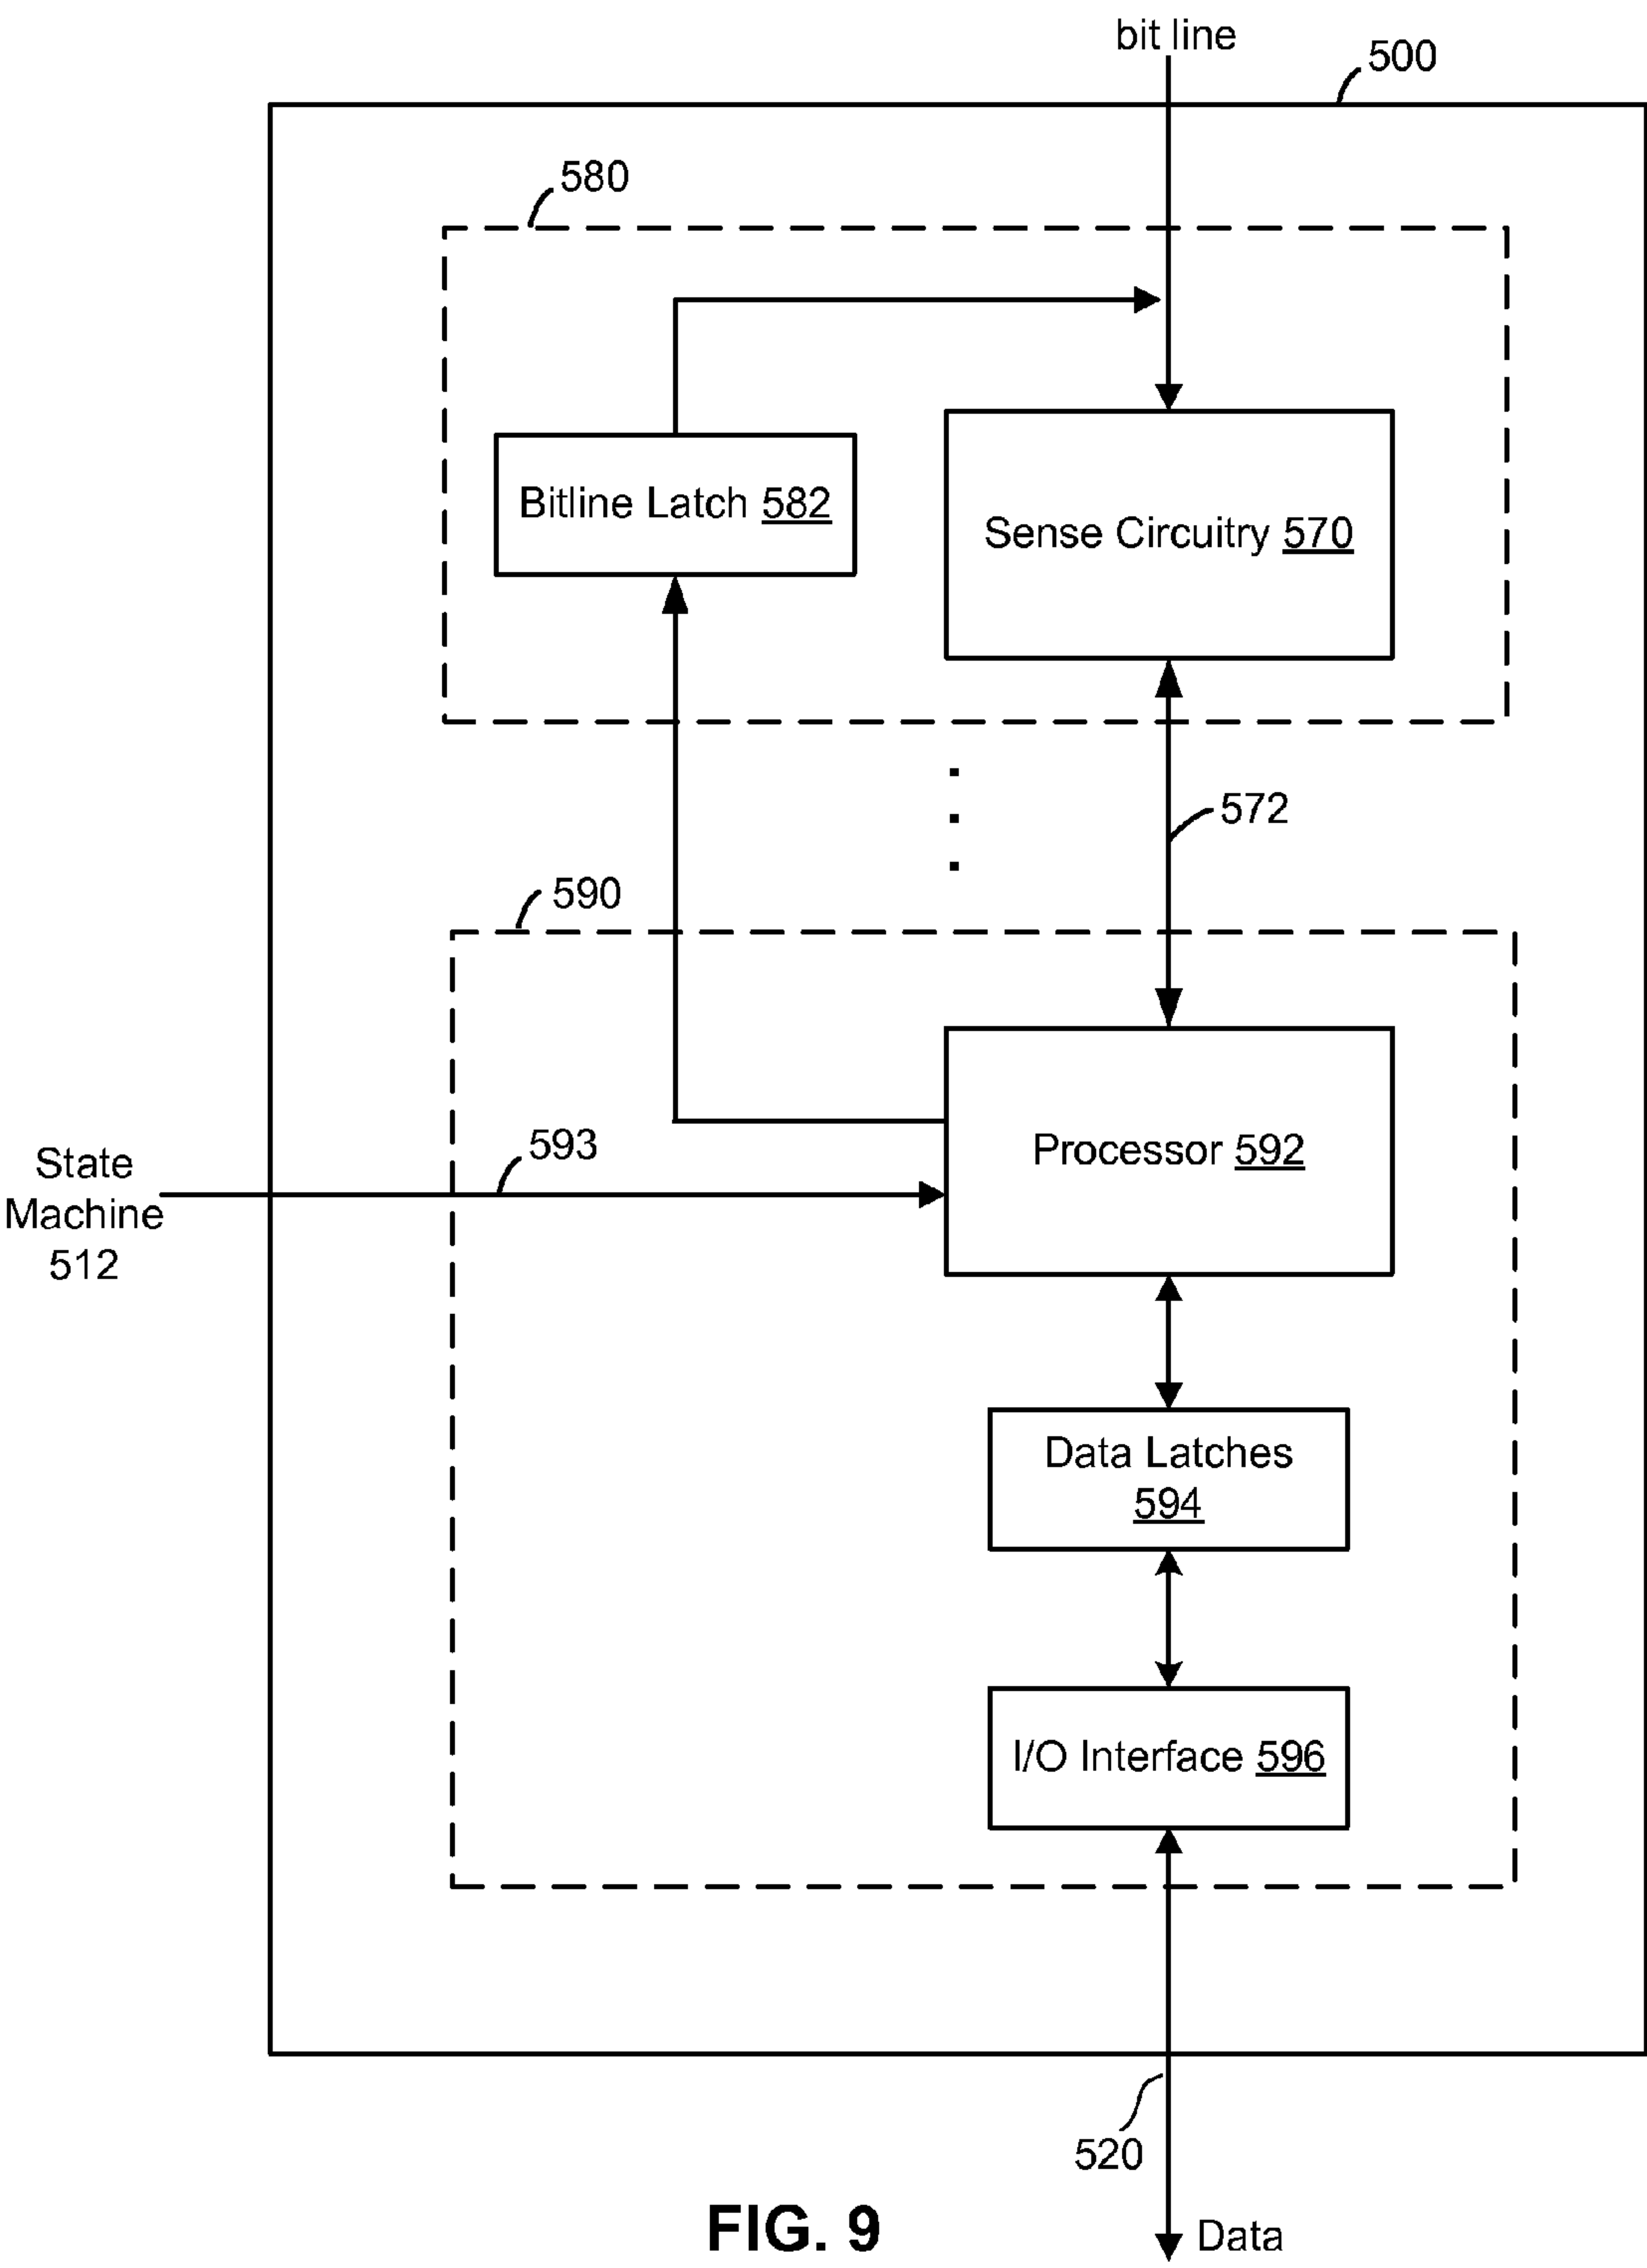 bit line
500
580
Bitline Latch 582
Sense Circuitry 570
572
590
593
State
Machine
512
Processor 592
Data Latches
594
I/O Interface 596
520
FIG. 9
Data